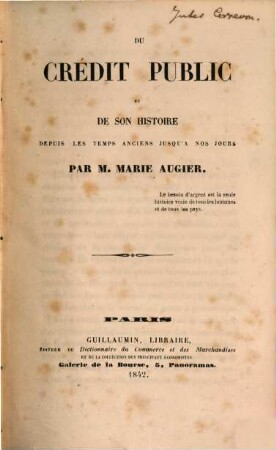 Jules Correvon.
DU
CRÉDIT PUBLIC
ET
DE SON HISTOIRE
DEPUIS LES TEMPS ANCIENS JUSQU'A NOS JOURS
PAR M. MARIE AUGIER.
Le besoin d'argent est la seule
histoire vraie de tous les hommes
et de tous les pays.
PARIS
GUILLAUMIN, LIBRAIRE,
ÉDITEUR DU Dictionnaire du Commerce et des Marchandises
ET DE LA COLLECTION DES PRINCIPAUX ÉCONOMISTES.
Galerie de la Bourse, 5, Panoramas.
1842.